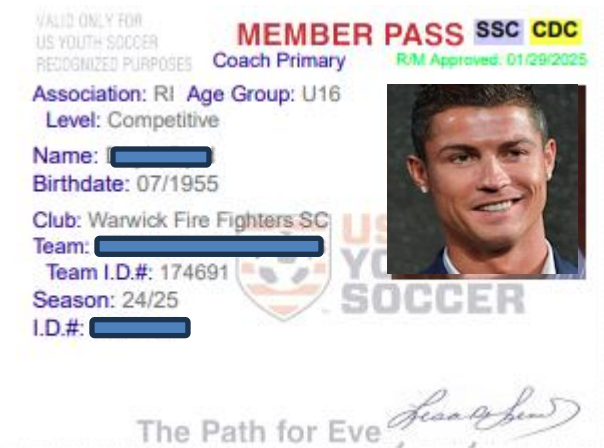 VALID ONLY FOR
US YOUTH SOCCER
RECOGNIZED PURPOSES
MEMBER PASS SSC CDC
Coach Primary R/M Approved: 01/29/2025
Association: RI Age Group: U16
Level: Competitive
Name:
Birthdate: 07/1955
Club: Warwick Fire Fighters SC
Team:
Team I.D.#: 174691
Season: 24/25
I.D.#:
US
YO
SOCCER
The Path for Eve